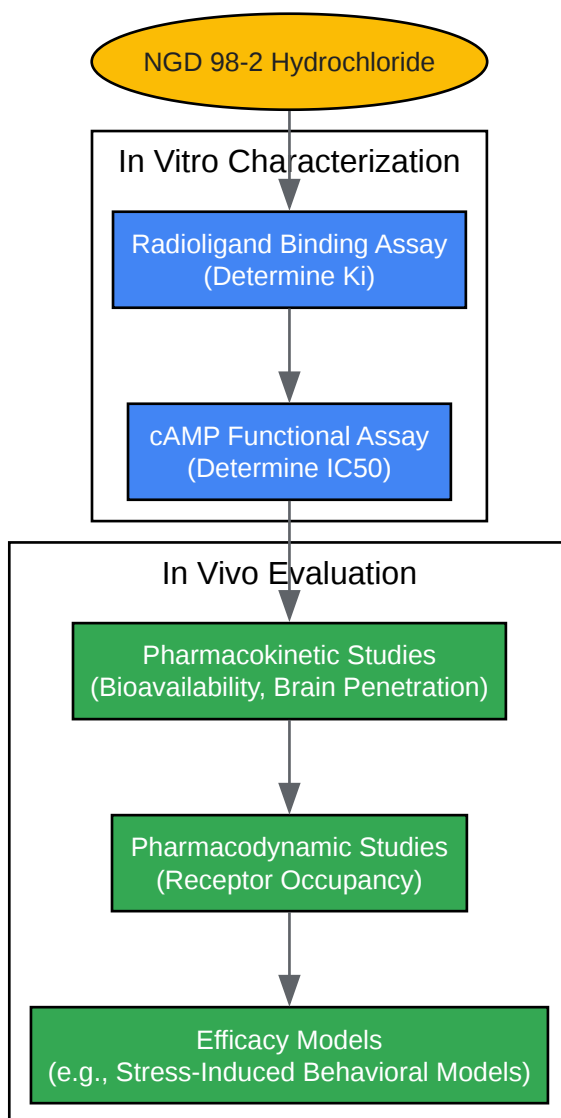 NGD 98-2 Hydrochloride
In Vitro Characterization
Radioligand Binding Assay
(Determine Ki)
cAMP Functional Assay
(Determine IC50)
In Vivo Evaluation
Pharmacokinetic Studies
(Bioavailability, Brain Penetration)
Pharmacodynamic Studies
(Receptor Occupancy)
Efficacy Models
(e.g., Stress-Induced Behavioral Models)